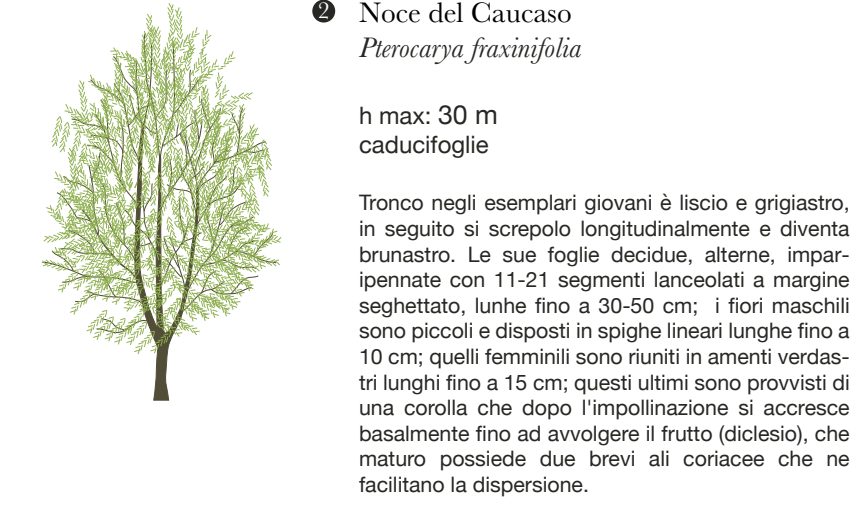 ❷ Noce del Caucaso
Pterocarya fraxinifolia
h max: 30 m
caducifoglie
Tronco negli esemplari giovani è liscio e grigiastro,
in seguito si screpolo longitudinalmente e diventa
brunastro. Le sue foglie decidue, alterne, impar-
ipennate con 11-21 segmenti lanceolati a margine
seghettato, lunhe fino a 30-50 cm; i fiori maschili
sono piccoli e disposti in spighe lineari lunghe fino a
10 cm; quelli femminili sono riuniti in amenti verdas-
tri lunghi fino a 15 cm; questi ultimi sono provvisti di
una corolla che dopo l'impollinazione si accresce
basalmente fino ad avvolgere il frutto (diclesio), che
maturo possiede due brevi ali coriacee che ne
facilitano la dispersione.